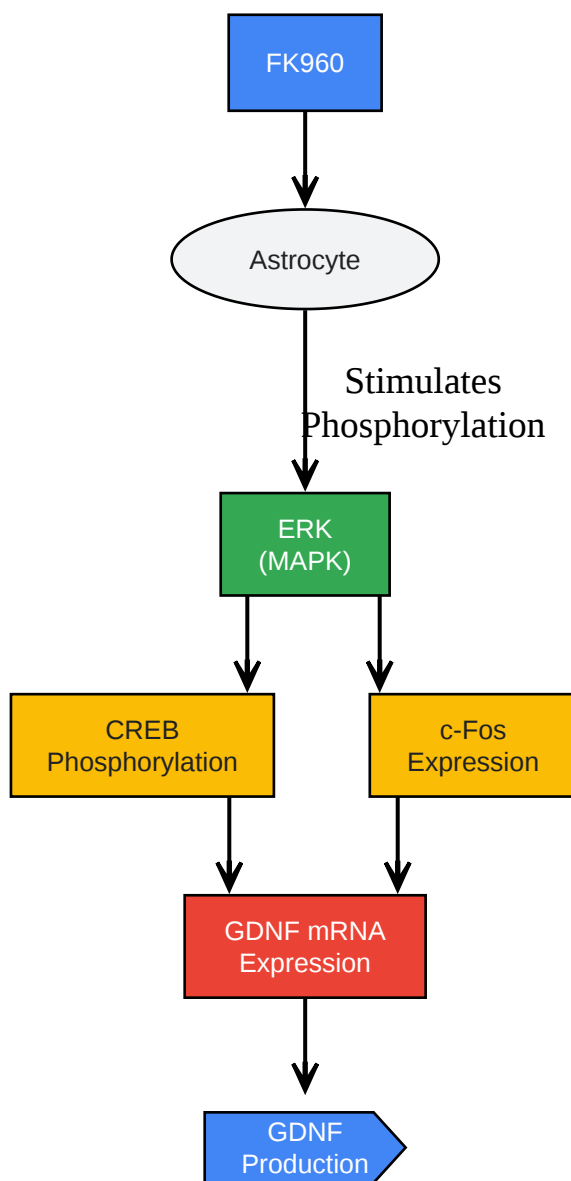 FK960
Astrocyte
Stimulates
Phosphorylation
ERK
(MAPK)
CREB
Phosphorylation
c-Fos
Expression
GDNF mRNA
Expression
GDNF
Production